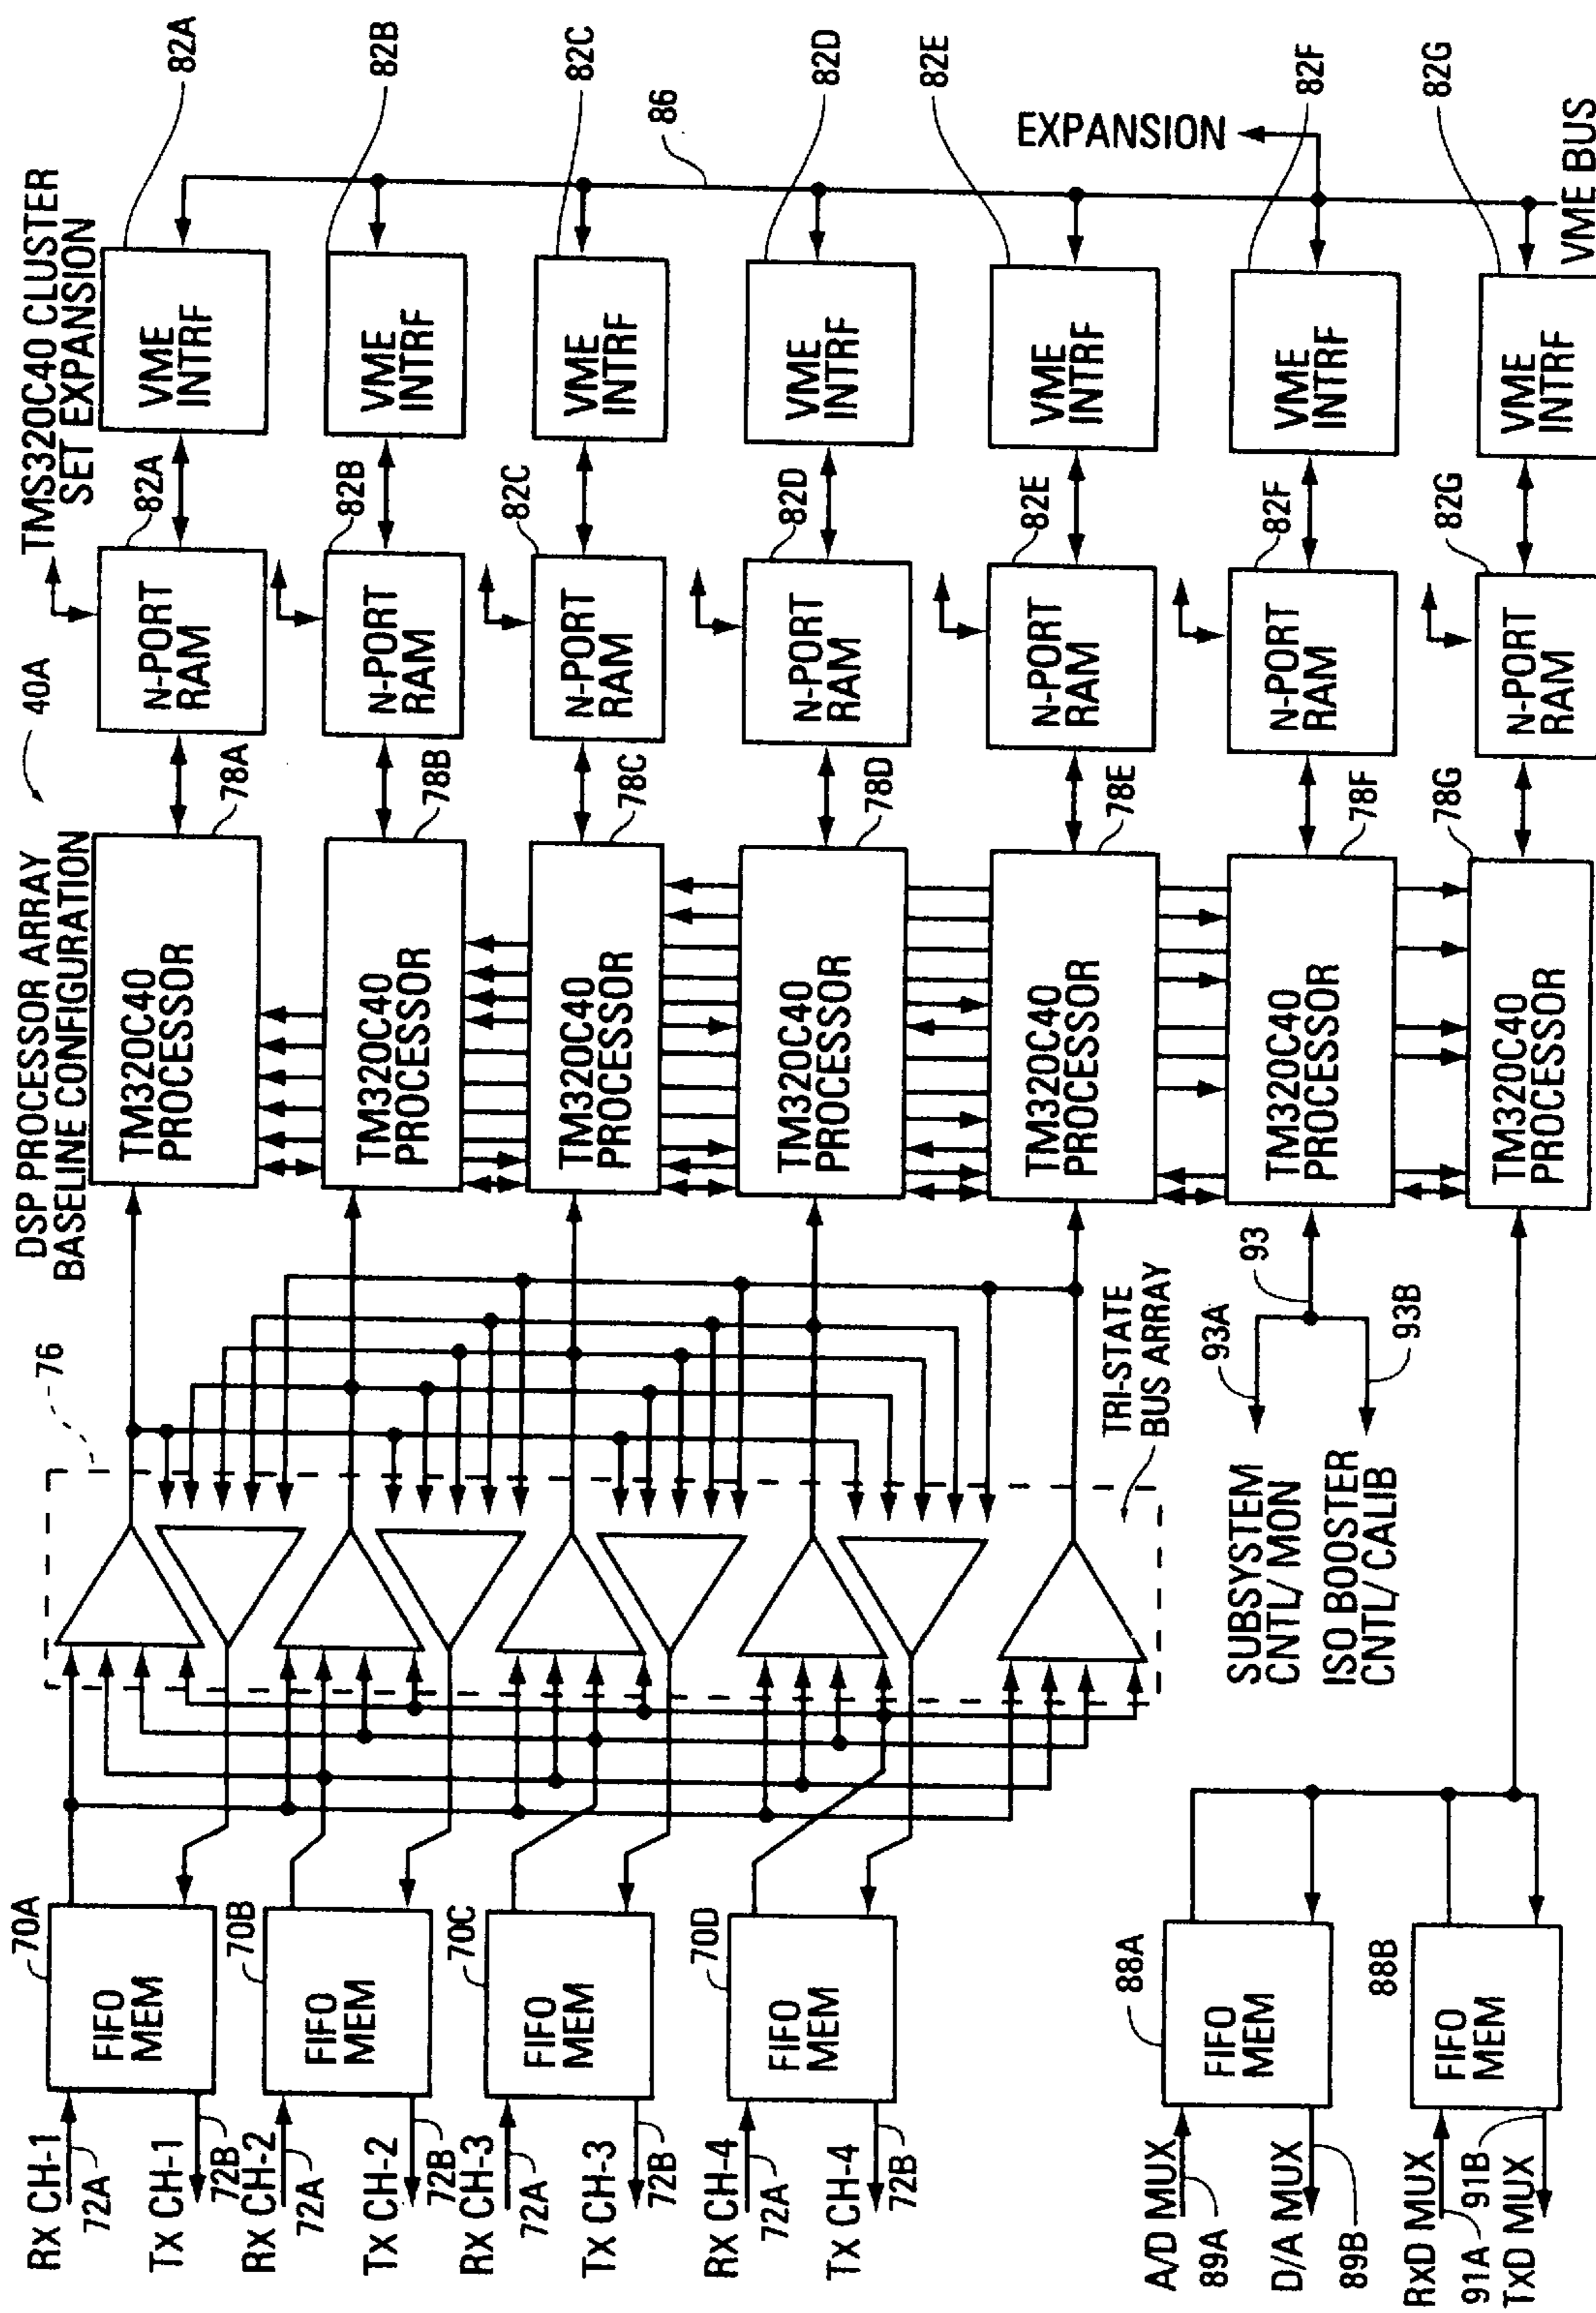 DSP PROCESSOR ARRAY
BASELINE CONFIGURATION
40A
TMS320C40 CLUSTER
SET EXPANSION
Rx CH-1
72A
Tx CH-1
72B
70A
FIFO
MEM
76
TM320C40
PROCESSOR
78A
N-PORT
RAM
82A
VME
INTRF
82A
Rx CH-2
72A
Tx CH-2
72B
70B
FIFO
MEM
TM320C40
PROCESSOR
78B
N-PORT
RAM
82B
VME
INTRF
82B
Rx CH-3
72A
Tx CH-3
72B
70C
FIFO
MEM
TM320C40
PROCESSOR
78C
N-PORT
RAM
82C
VME
INTRF
82C
86
Rx CH-4
72A
Tx CH-4
72B
70D
FIFO
MEM
TM320C40
PROCESSOR
78D
N-PORT
RAM
82D
VME
INTRF
82D
TRI-STATE
BUS ARRAY
TM320C40
PROCESSOR
78E
N-PORT
RAM
82E
VME
INTRF
82E
EXPANSION
A/D MUX
89A
D/A MUX
89B
88A
FIFO
MEM
SUBSYSTEM
CNTL/ MON
93A
ISO BOOSTER
CNTL/ CALIB
93B
93
TM320C40
PROCESSOR
78F
N-PORT
RAM
82F
VME
INTRF
82F
RxD MUX
91A
TxD MUX
91B
88B
FIFO
MEM
TM320C40
PROCESSOR
78G
N-PORT
RAM
82G
VME
INTRF
82G
VME BUS